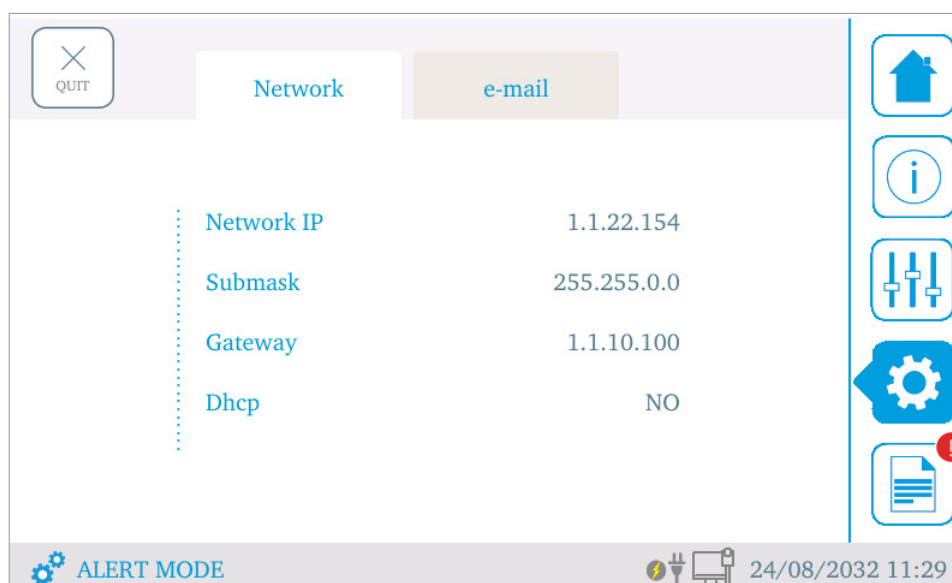 QUIT
Network
e-mail
Network IP 1.1.22.154
Submask 255.255.0.0
Gateway 1.1.10.100
Dhcp NO
ALERT MODE
24/08/2032 11:29